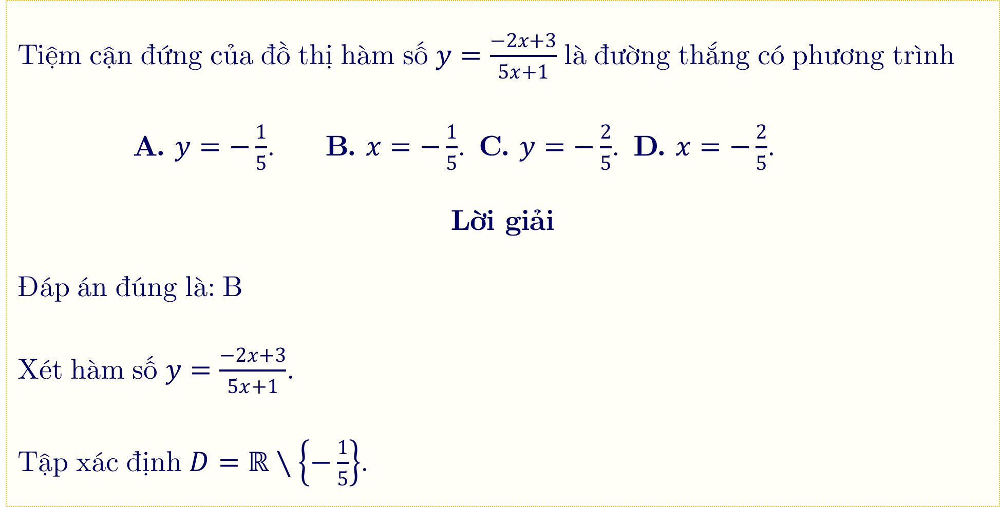 Tiệm cận đứng của đồ thị hàm số $y = \frac{-2x+3}{5x+1}$ là đường thẳng có phương trình
A. $y = -\frac{1}{5}$. B. $x = -\frac{1}{5}$. C. $y = -\frac{2}{5}$. D. $x = -\frac{2}{5}$.
Lời giải
Đáp án đúng là: B
Xét hàm số $y = \frac{-2x+3}{5x+1}$.
Tập xác định $D = \mathbb{R} \setminus \left\{-\frac{1}{5}\right\}$.